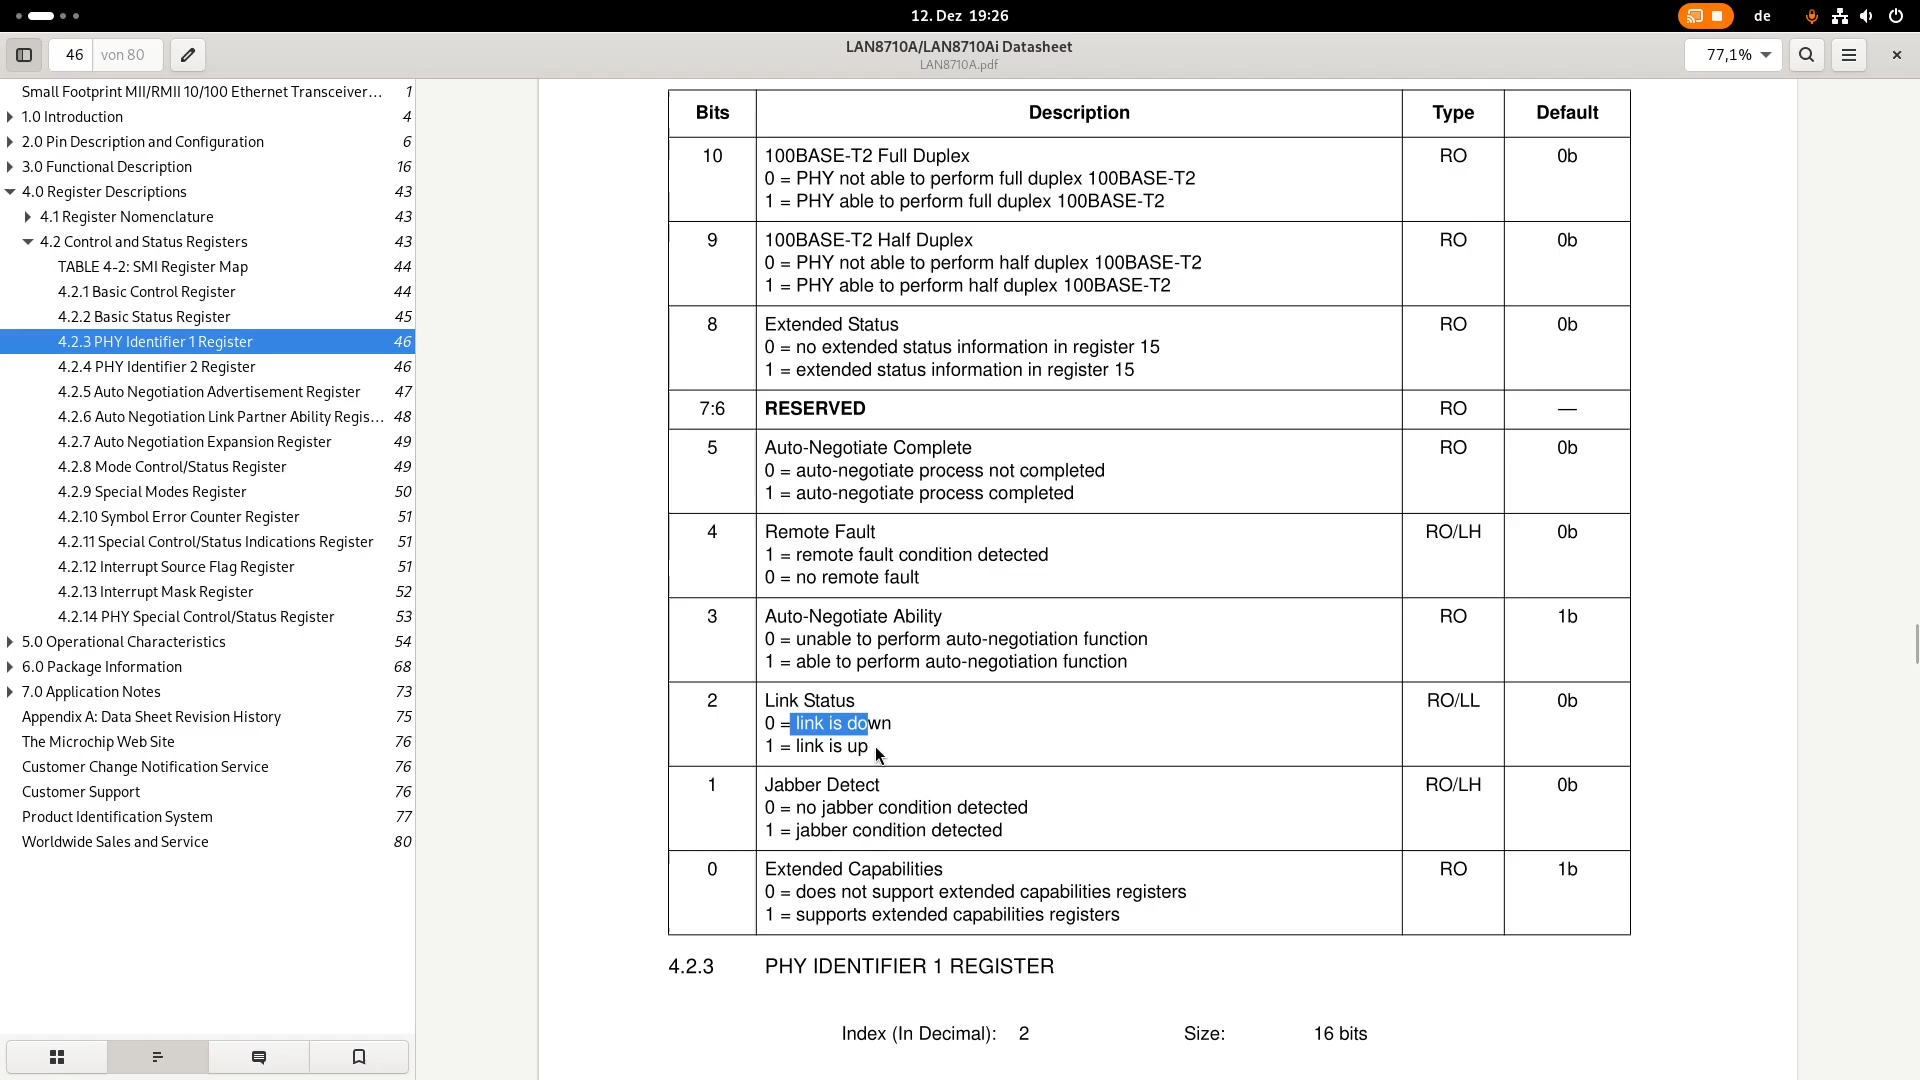 12. Dez 19:26
de
46 von 80
LAN8710A/LAN8710Ai Datasheet
LAN8710A.pdf
77,1%
Small Footprint MII/RMII 10/100 Ethernet Transceiver... 1
1.0 Introduction 4
2.0 Pin Description and Configuration 6
3.0 Functional Description 16
4.0 Register Descriptions 43
4.1 Register Nomenclature 43
4.2 Control and Status Registers 43
TABLE 4-2: SMI Register Map 44
4.2.1 Basic Control Register 44
4.2.2 Basic Status Register 45
4.2.3 PHY Identifier 1 Register 46
4.2.4 PHY Identifier 2 Register 46
4.2.5 Auto Negotiation Advertisement Register 47
4.2.6 Auto Negotiation Link Partner Ability Regis... 48
4.2.7 Auto Negotiation Expansion Register 49
4.2.8 Mode Control/Status Register 49
4.2.9 Special Modes Register 50
4.2.10 Symbol Error Counter Register 51
4.2.11 Special Control/Status Indications Register 51
4.2.12 Interrupt Source Flag Register 51
4.2.13 Interrupt Mask Register 52
4.2.14 PHY Special Control/Status Register 53
5.0 Operational Characteristics 54
6.0 Package Information 68
7.0 Application Notes 73
Appendix A: Data Sheet Revision History 75
The Microchip Web Site 76
Customer Change Notification Service 76
Customer Support 76
Product Identification System 77
Worldwide Sales and Service 80
Bits Description Type Default
10 100BASE-T2 Full Duplex RO 0b
0 = PHY not able to perform full duplex 100BASE-T2
1 = PHY able to perform full duplex 100BASE-T2
9 100BASE-T2 Half Duplex RO 0b
0 = PHY not able to perform half duplex 100BASE-T2
1 = PHY able to perform half duplex 100BASE-T2
8 Extended Status RO 0b
0 = no extended status information in register 15
1 = extended status information in register 15
7:6 RESERVED RO —
5 Auto-Negotiate Complete RO 0b
0 = auto-negotiate process not completed
1 = auto-negotiate process completed
4 Remote Fault RO/LH 0b
1 = remote fault condition detected
0 = no remote fault
3 Auto-Negotiate Ability RO 1b
0 = unable to perform auto-negotiation function
1 = able to perform auto-negotiation function
2 Link Status RO/LL 0b
0 = link is down
1 = link is up
1 Jabber Detect RO/LH 0b
0 = no jabber condition detected
1 = jabber condition detected
0 Extended Capabilities RO 1b
0 = does not support extended capabilities registers
1 = supports extended capabilities registers
4.2.3 PHY IDENTIFIER 1 REGISTER
Index (In Decimal): 2 Size: 16 bits